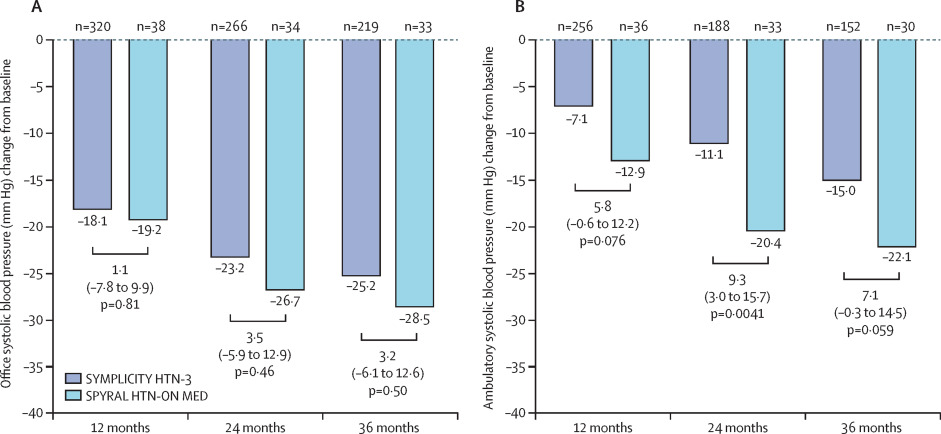 A
n=320 n=38 n=266 n=34 n=219 n=33
Office systolic blood pressure (mm Hg) change from baseline
0
−5
−10
−15
−20
−25
−30
−35
−40
−18·1
−19·2
−23·2
−26·7
−25·2
−28·5
1·1
(−7·8 to 9·9)
p=0·81
3·5
(−5·9 to 12·9)
p=0·46
3·2
(−6·1 to 12·6)
p=0·50
SYMPLICITY HTN-3
SPYRAL HTN-ON MED
12 months 24 months 36 months
B
n=256 n=36 n=188 n=33 n=152 n=30
Ambulatory systolic blood pressure (mm Hg) change from baseline
0
−5
−10
−15
−20
−25
−30
−35
−40
−7·1
−12·9
−11·1
−20·4
−15·0
−22·1
5·8
(−0·6 to 12·2)
p=0·076
9·3
(3·0 to 15·7)
p=0·0041
7·1
(−0·3 to 14·5)
p=0·059
12 months 24 months 36 months